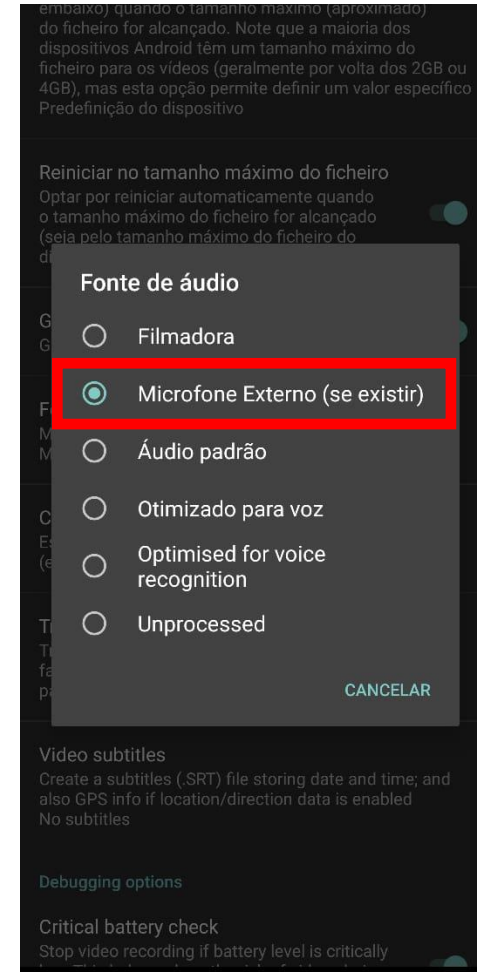 embaixo) quando o tamanho máximo (aproximado)
do ficheiro for alcançado. Note que a maioria dos
dispositivos Android têm um tamanho máximo do
ficheiro para os vídeos (geralmente por volta dos 2GB ou
4GB), mas esta opção permite definir um valor específico
Predefinição do dispositivo
Reiniciar no tamanho máximo do ficheiro
Optar por reiniciar automaticamente quando
o tamanho máximo do ficheiro for alcançado
(seja pelo tamanho máximo do ficheiro do
Fonte de áudio
Filmadora
Microfone Externo (se existir)
Áudio padrão
Otimizado para voz
Optimised for voice
recognition
Unprocessed
CANCELAR
Video subtitles
Create a subtitles (.SRT) file storing date and time; and
also GPS info if location/direction data is enabled
No subtitles
Debugging options
Critical battery check
Stop video recording if battery level is critically